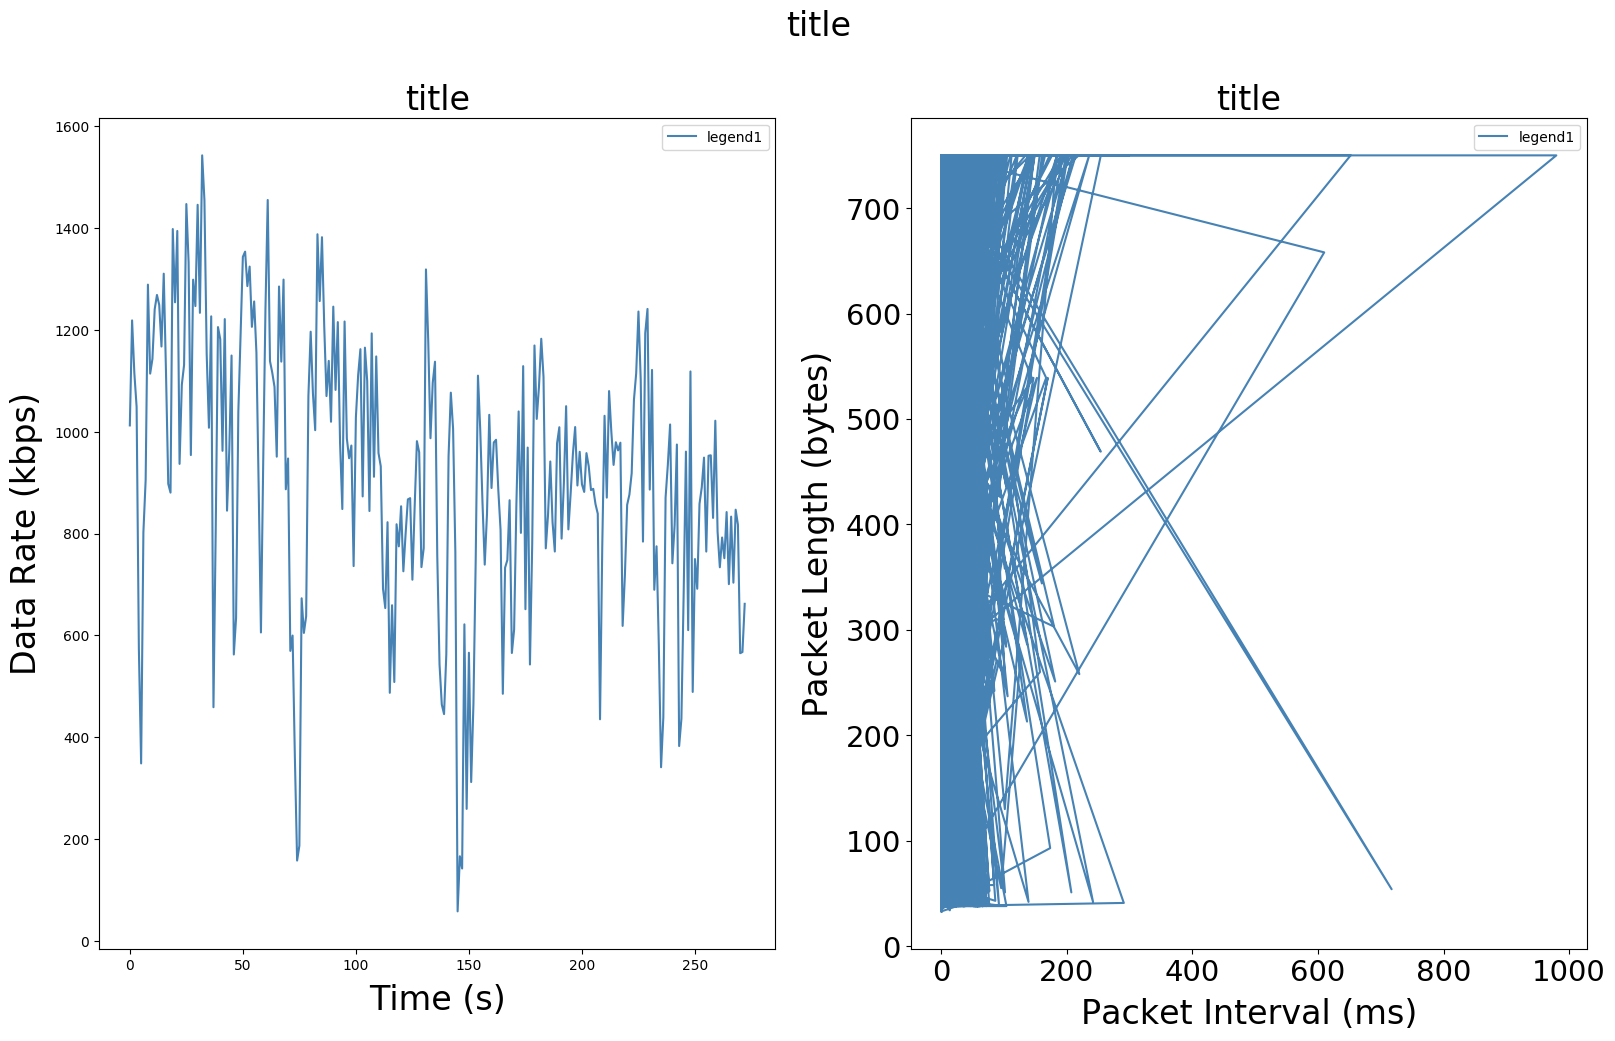 title
title
legend1
1600
1400
1200
1000
800
600
400
200
0
Data Rate (kbps)
0 50 100 150 200 250
Time (s)
title
legend1
700
600
500
400
300
200
100
0
Packet Length (bytes)
0 200 400 600 800 1000
Packet Interval (ms)